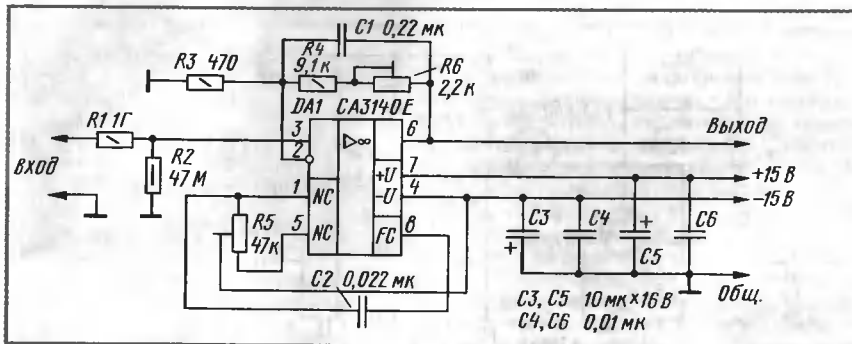 C1 0,22 мк
R3 470
R4
9,1 к
R6
2,2 к
DA1 CA3140E
R1 1Г
3
▷∞
6
Выход
Вход
R2
47 М
2
7
+15 В
+U
1
NC
-U
4
-15 В
R5
47 к
5
NC
FC
8
C3
C4
C5
C6
+
+
C2 0,022 мк
C3, C5 10 мк×16 В
C4, C6 0,01 мк
Общ.